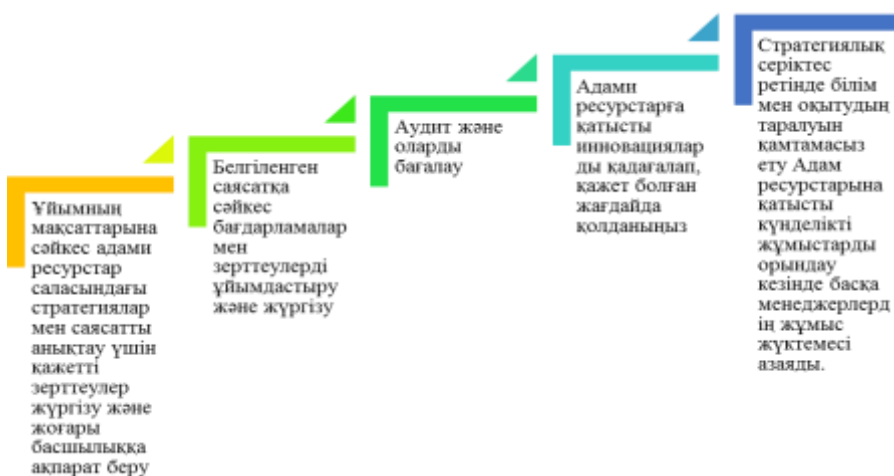 Ұйымның
мақсаттарына
сәйкес адами
ресурстар
саласындағы
стратегиялар
мен саясатты
анықтау үшін
қажетті
зерттеулер
жүргізу және
жоғары
басшылыққа
ақпарат беру
Белгіленген
саясатқа
сәйкес
бағдарламалар
мен
зерттеулерді
ұйымдастыру
және жүргізу
Аудит және
оларды
бағалау
Адами
ресурстарға
қатысты
инновациялар
ды қадағалап,
қажет болған
жағдайда
қолданыңыз
Стратегиялық
серіктес
ретінде білім
мен оқытудың
таралуын
қамтамасыз
ету Адам
ресурстарына
қатысты
күнделікті
жұмыстарды
орындау
кезінде басқа
менеджерлерд
ің жұмыс
жүктемесі
азаяды.